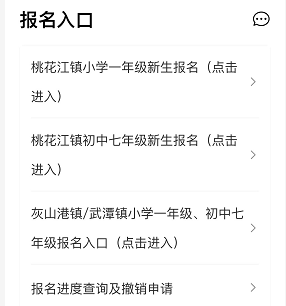 报名入口
桃花江镇小学一年级新生报名（点击
进入）
桃花江镇初中七年级新生报名（点击
进入）
灰山港镇/武潭镇小学一年级、初中七
年级报名入口（点击进入）
报名进度查询及撤销申请